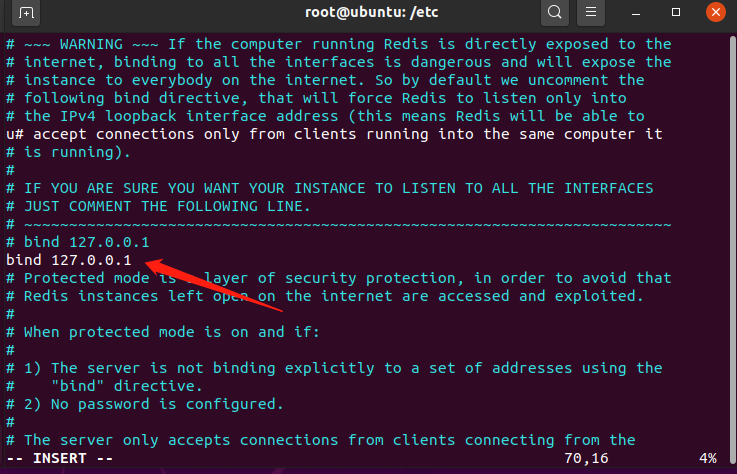 root@ubuntu: /etc
# ~~~ WARNING ~~~ If the computer running Redis is directly exposed to the
# internet, binding to all the interfaces is dangerous and will expose the
# instance to everybody on the internet. So by default we uncomment the
# following bind directive, that will force Redis to listen only into
# the IPv4 loopback interface address (this means Redis will be able to
u# accept connections only from clients running into the same computer it
# is running).
#
# IF YOU ARE SURE YOU WANT YOUR INSTANCE TO LISTEN TO ALL THE INTERFACES
# JUST COMMENT THE FOLLOWING LINE.
# ~~~~~~~~~~~~~~~~~~~~~~~~~~~~~~~~~~~~~~~~~~~~~~~~~~~~~~~~~~~~~~~~~~~~~~~~
# bind 127.0.0.1
bind 127.0.0.1
# Protected mode is a layer of security protection, in order to avoid that
# Redis instances left open on the internet are accessed and exploited.
#
# When protected mode is on and if:
#
# 1) The server is not binding explicitly to a set of addresses using the
#    "bind" directive.
# 2) No password is configured.
#
# The server only accepts connections from clients connecting from the
-- INSERT -- 70,16 4%